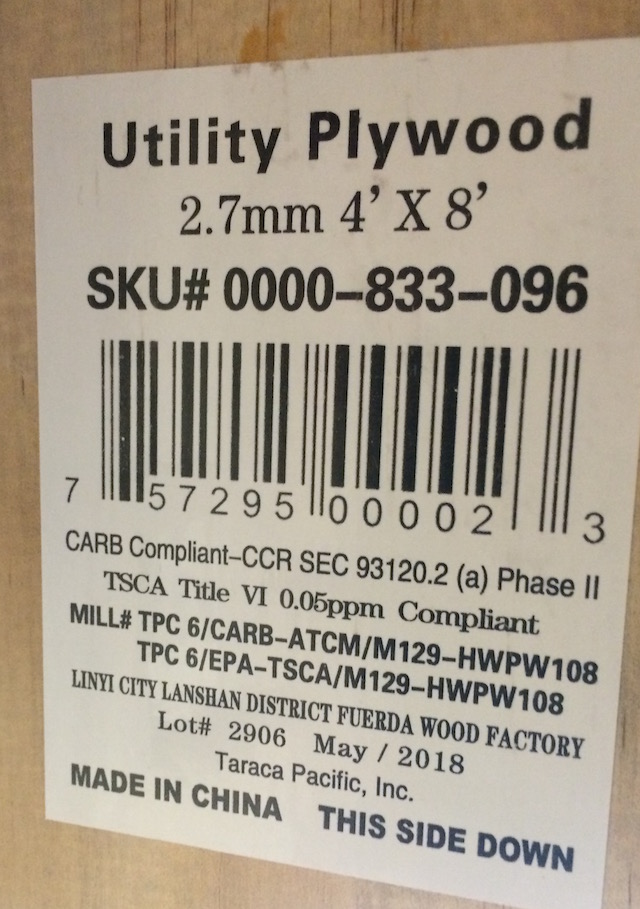 Utility Plywood
2.7mm 4' X 8'
SKU# 0000-833-096
7 57295 00002 3
CARB Compliant-CCR SEC 93120.2 (a) Phase II
TSCA Title VI 0.05ppm Compliant
MILL# TPC 6/CARB-ATCM/M129-HWPW108
TPC 6/EPA-TSCA/M129-HWPW108
LINYI CITY LANSHAN DISTRICT FUERDA WOOD FACTORY
Lot# 2906 May / 2018
Taraca Pacific, Inc.
MADE IN CHINA THIS SIDE DOWN